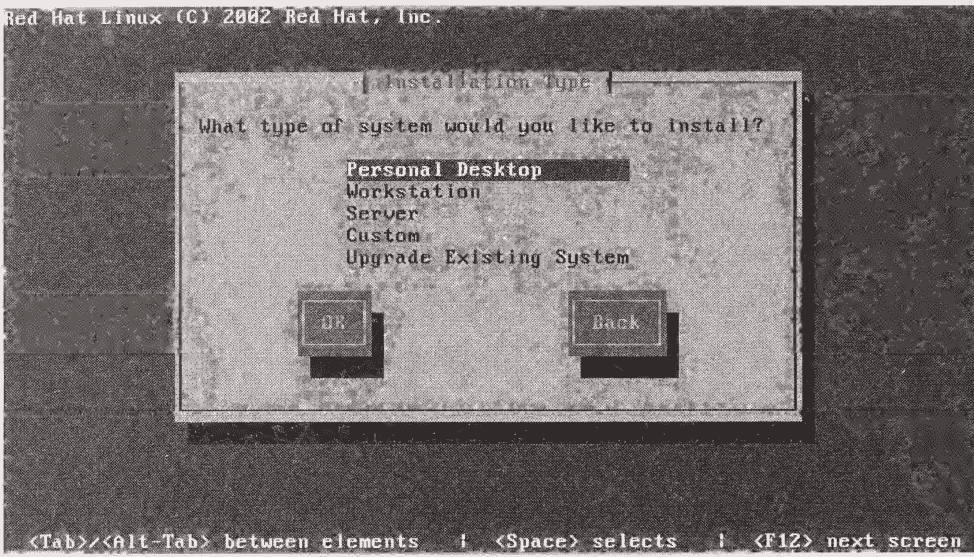 Red Hat Linux (C) 2002 Red Hat, Inc.
Installation Type
What type of system would you like to install?
Personal Desktop
Workstation
Server
Custom
Upgrade Existing System
OK Back
<Tab>/<Alt-Tab> between elements | <Space> selects | <F12> next screen